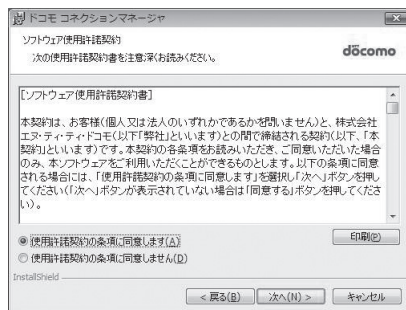 ドコモ コネクションマネージャ
ソフトウェア使用許諾契約
次の使用許諾契約書を注意深くお読みください。
döcomo
[ソフトウェア使用許諾契約書]
本契約は、お客様(個人又は法人のいずれかであるかを問いません)と、株式会社
エヌ・ティ・ティ・ドコモ(以下「弊社」といいます)との間で締結される契約(以下、「本
契約」といいます)です。本契約の各条項をお読みいただき、ご同意いただいた場合
のみ、本ソフトウェアをご利用いただくことができるものとします。以下の条項に同意
される場合には、「使用許諾契約の条項に同意します」を選択し「次へ」ボタンを押し
てください(「次へ」ボタンが表示されていない場合は「同意する」ボタンを押してくださ
い)。
使用許諾契約の条項に同意します(A)
印刷(P)
使用許諾契約の条項に同意しません(D)
InstallShield
< 戻る(B)
次へ(N) >
キャンセル